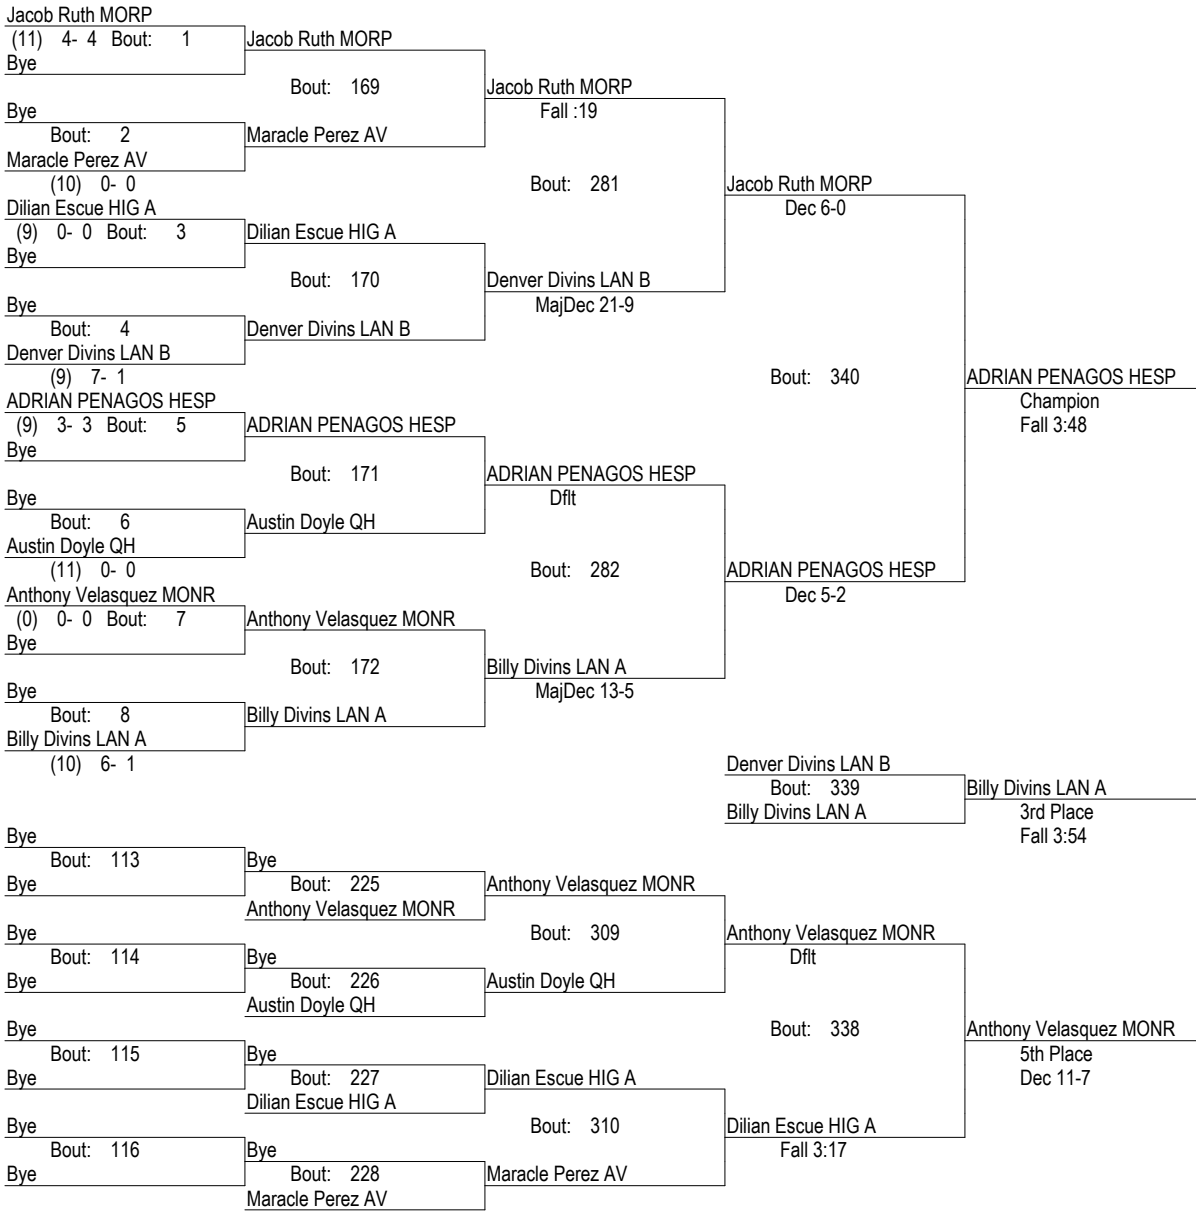 Jacob Ruth MORP
(11) 4- 4 Bout: 1 Jacob Ruth MORP
Bye
Bout: 169 Jacob Ruth MORP
Bye Fall :19
Bout: 2 Maracle Perez AV
Maracle Perez AV
(10) 0- 0 Bout: 281 Jacob Ruth MORP
Dilian Escue HIG A Dec 6-0
(9) 0- 0 Bout: 3 Dilian Escue HIG A
Bye
Bout: 170 Denver Divins LAN B
Bye MajDec 21-9
Bout: 4 Denver Divins LAN B
Denver Divins LAN B
(9) 7- 1 Bout: 340 ADRIAN PENAGOS HESP
ADRIAN PENAGOS HESP Champion
(9) 3- 3 Bout: 5 ADRIAN PENAGOS HESP Fall 3:48
Bye
Bout: 171 ADRIAN PENAGOS HESP
Bye Dflt
Bout: 6 Austin Doyle QH
Austin Doyle QH
(11) 0- 0 Bout: 282 ADRIAN PENAGOS HESP
Anthony Velasquez MONR Dec 5-2
(0) 0- 0 Bout: 7 Anthony Velasquez MONR
Bye
Bout: 172 Billy Divins LAN A
Bye MajDec 13-5
Bout: 8 Billy Divins LAN A
Billy Divins LAN A
(10) 6- 1 Denver Divins LAN B
Bout: 339 Billy Divins LAN A
Billy Divins LAN A 3rd Place
Bye Fall 3:54
Bout: 113 Bye
Bye Bout: 225 Anthony Velasquez MONR
Anthony Velasquez MONR
Bye Bout: 309 Anthony Velasquez MONR
Bout: 114 Bye Dflt
Bye Bout: 226 Austin Doyle QH
Austin Doyle QH
Bye Bout: 338 Anthony Velasquez MONR
Bout: 115 Bye 5th Place
Bye Bout: 227 Dilian Escue HIG A Dec 11-7
Dilian Escue HIG A
Bye Bout: 310 Dilian Escue HIG A
Bout: 116 Bye Fall 3:17
Bye Bout: 228 Maracle Perez AV
Maracle Perez AV